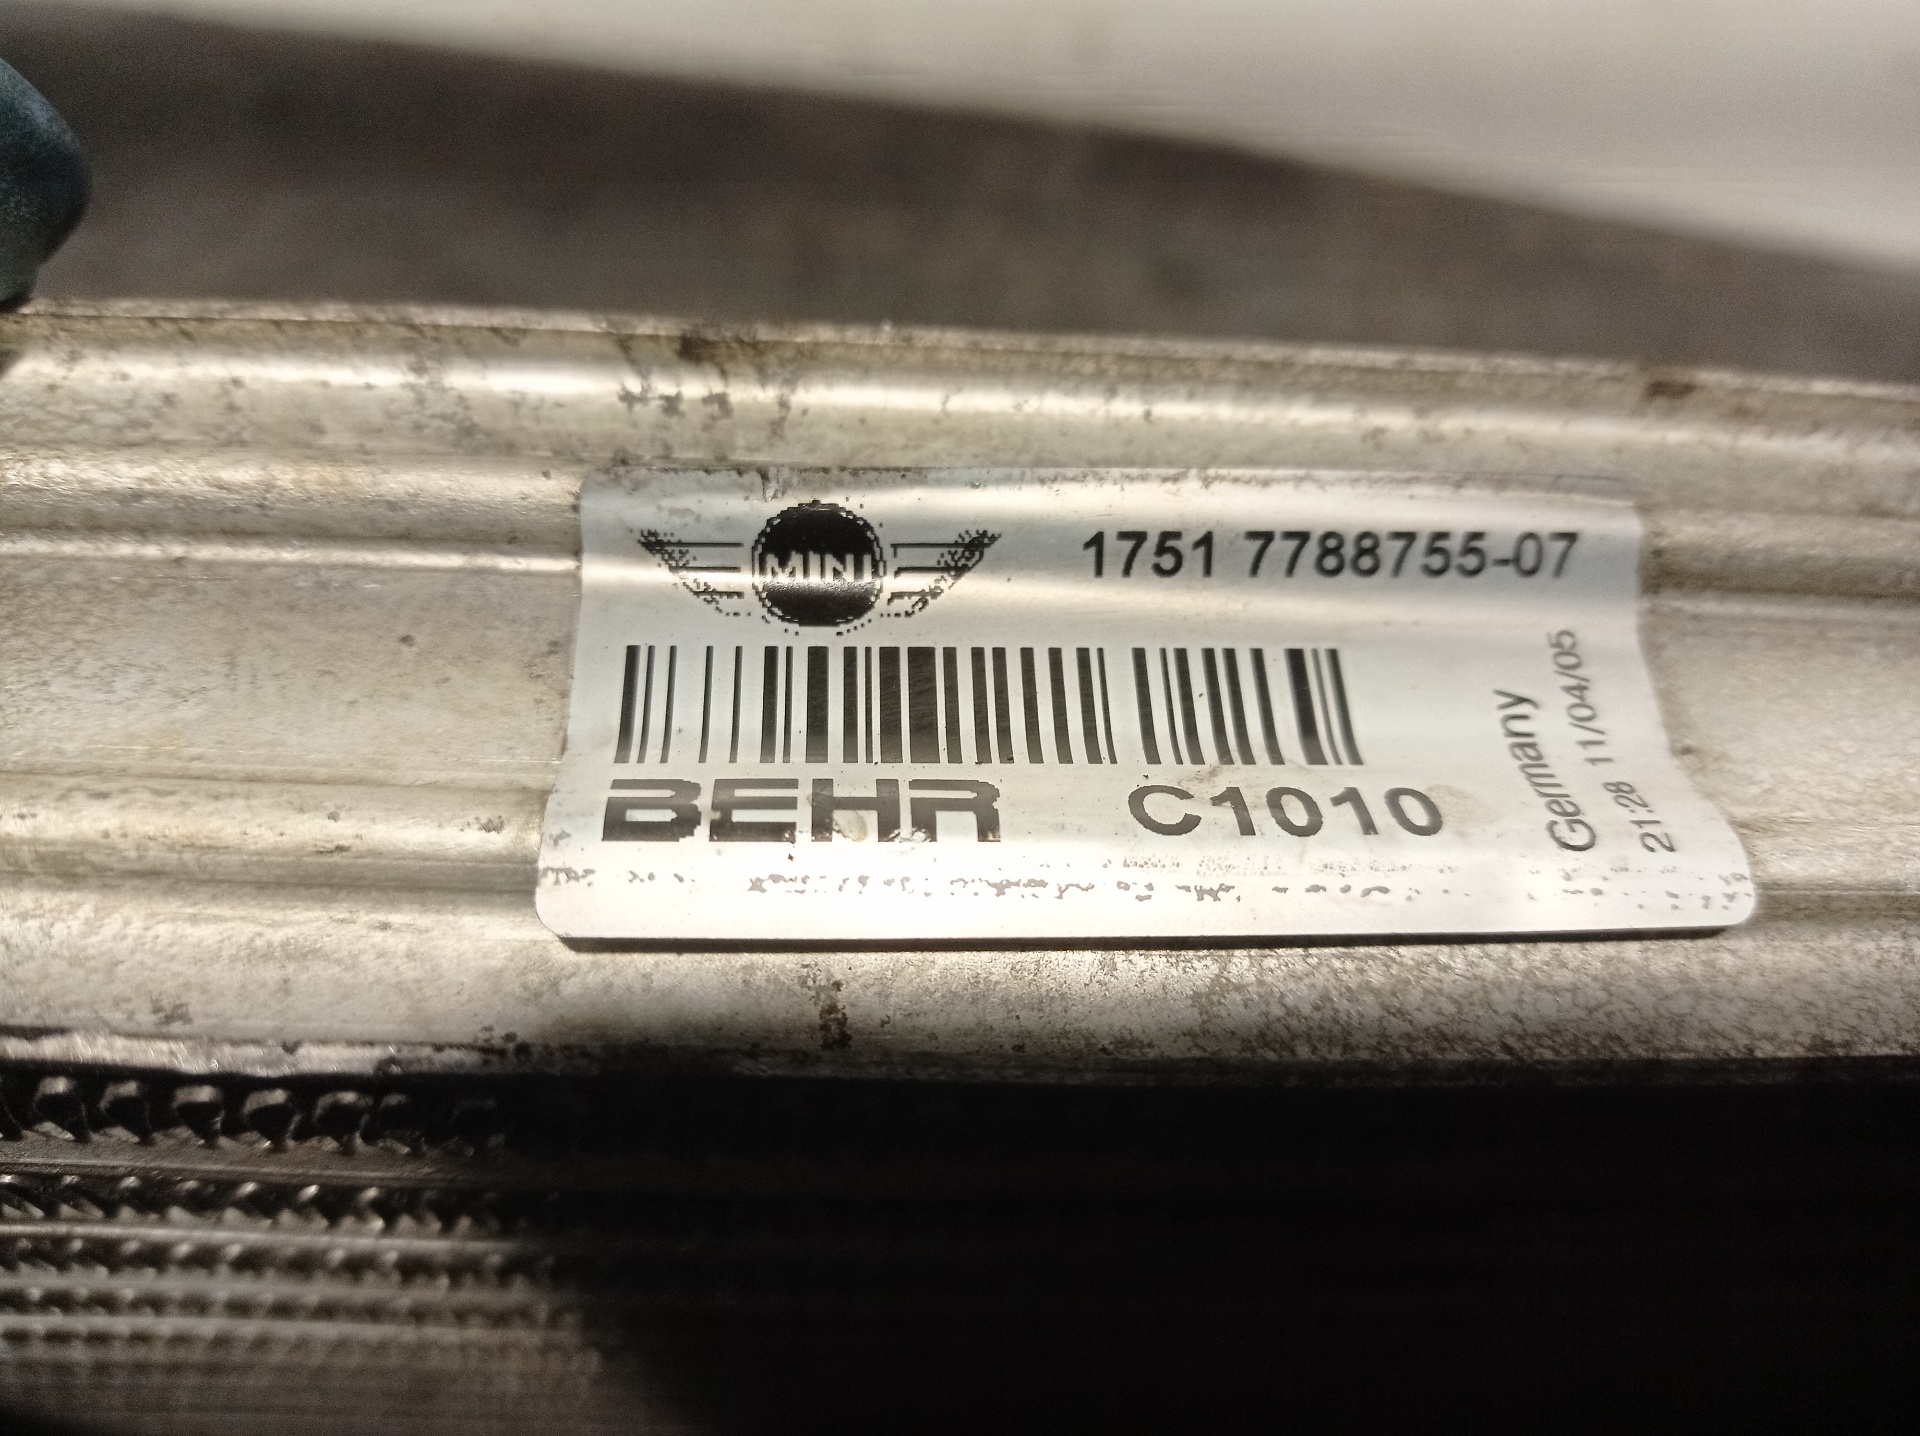 MINI
1751 7788755-07
BEHR C1010
Germany
21:28 11/04/05